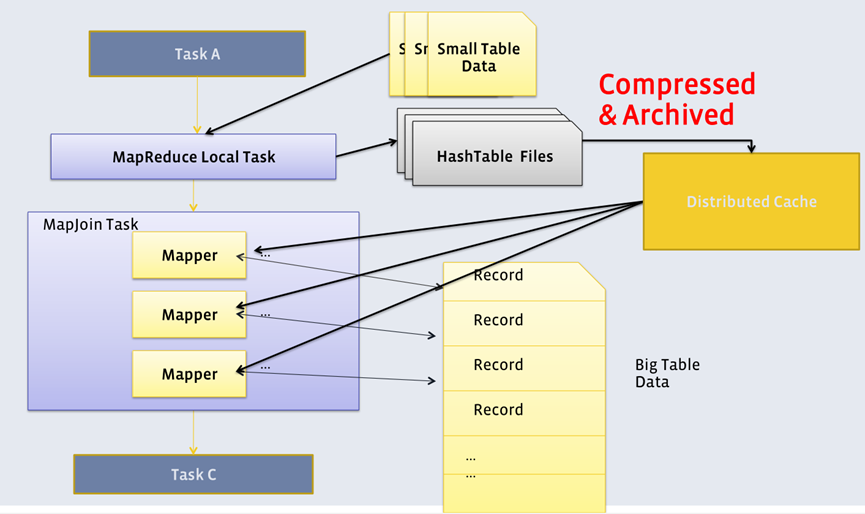 Task A
S
Sr
Small Table
Data
Compressed
& Archived
MapReduce Local Task
HashTable Files
Distributed Cache
MapJoin Task
Mapper
...
Mapper
...
Mapper
...
Record
Record
Record
Record
...
...
Big Table
Data
Task C